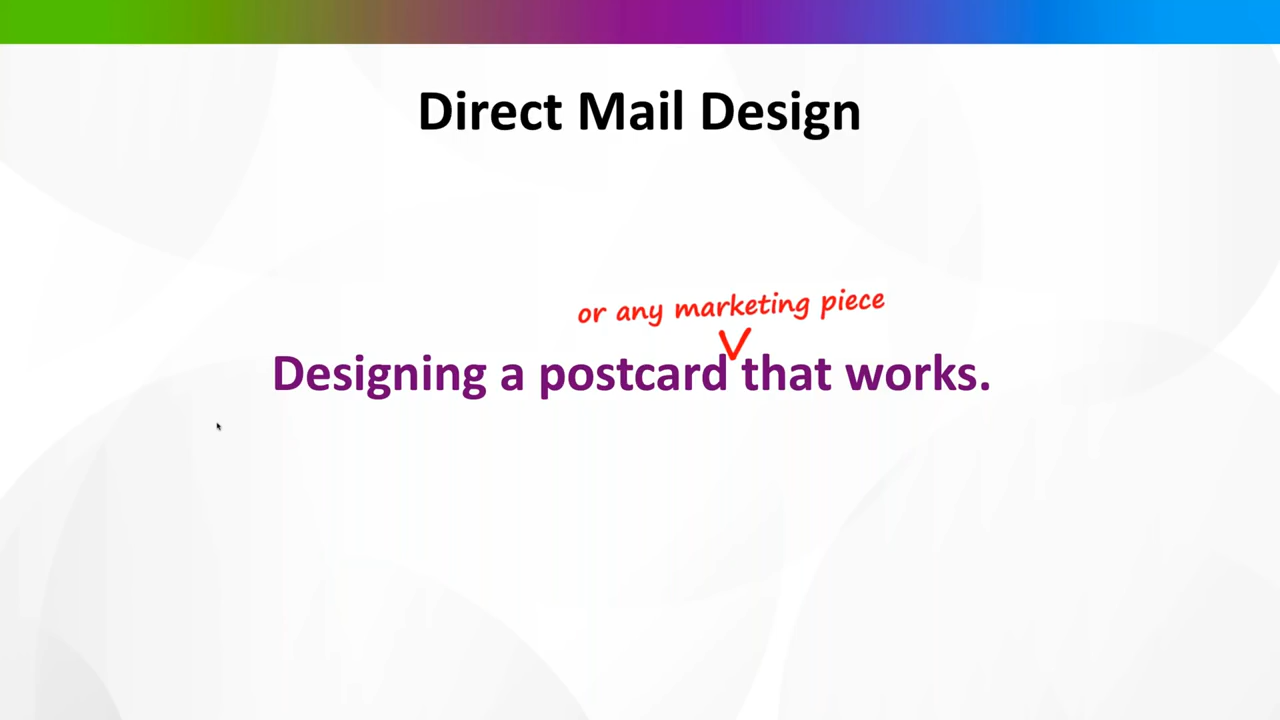 Direct Mail Design
or any marketing piece
Designing a postcard that works.